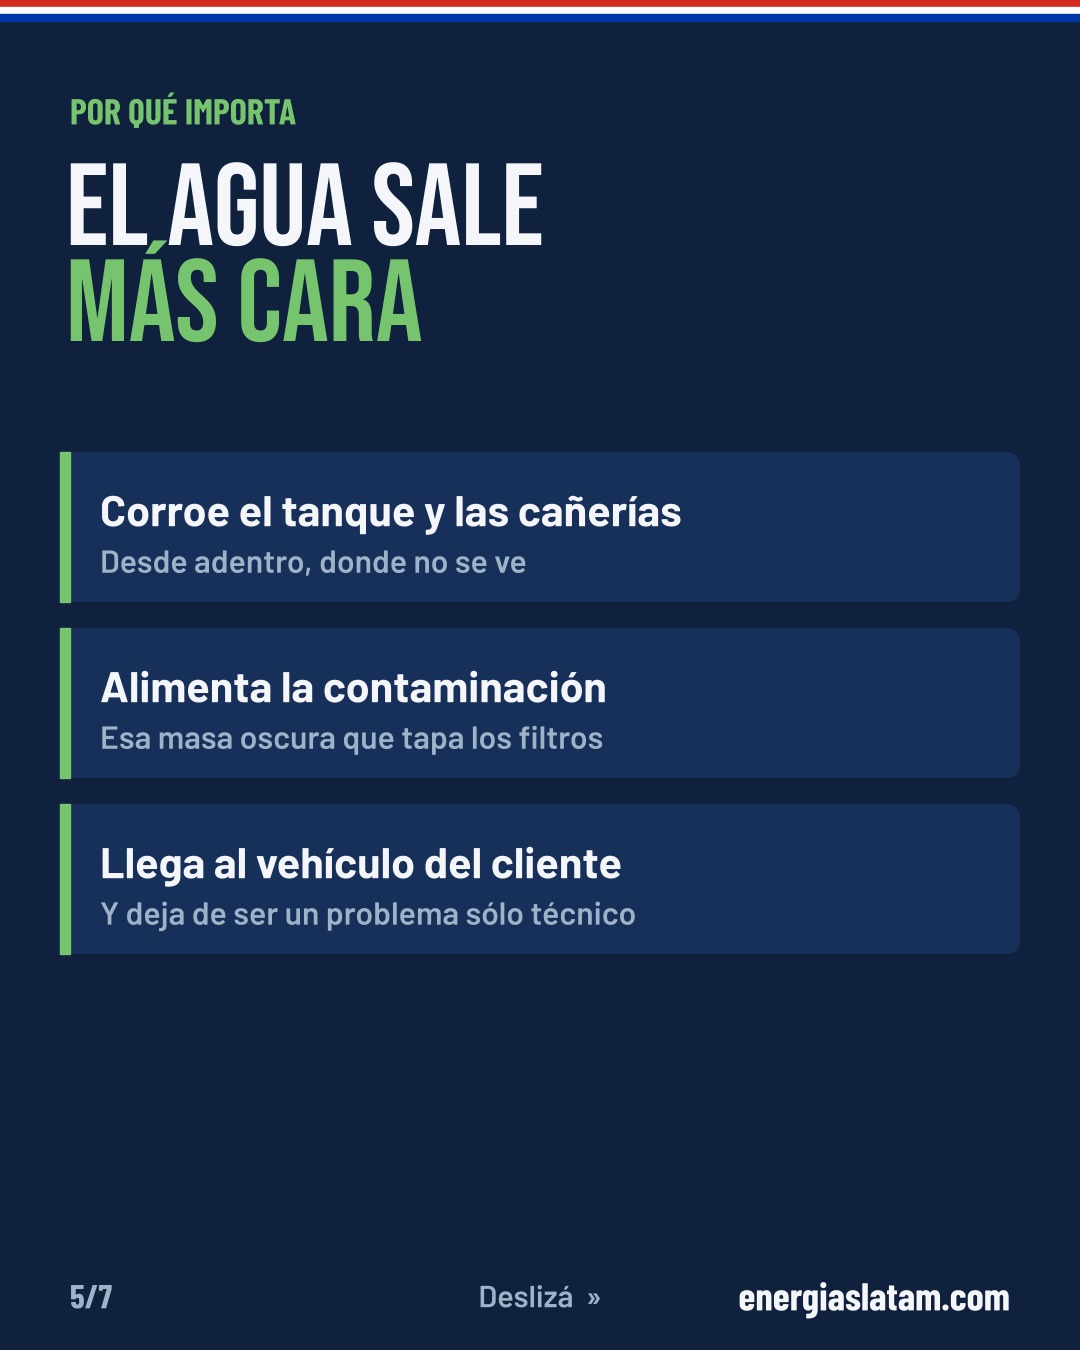 POR QUÉ IMPORTA
EL AGUA SALE
MÁS CARA
Corroe el tanque y las cañerías
Desde adentro, donde no se ve
Alimenta la contaminación
Esa masa oscura que tapa los filtros
Llega al vehículo del cliente
Y deja de ser un problema sólo técnico
5/7
Deslizá »
energiaslatam.com